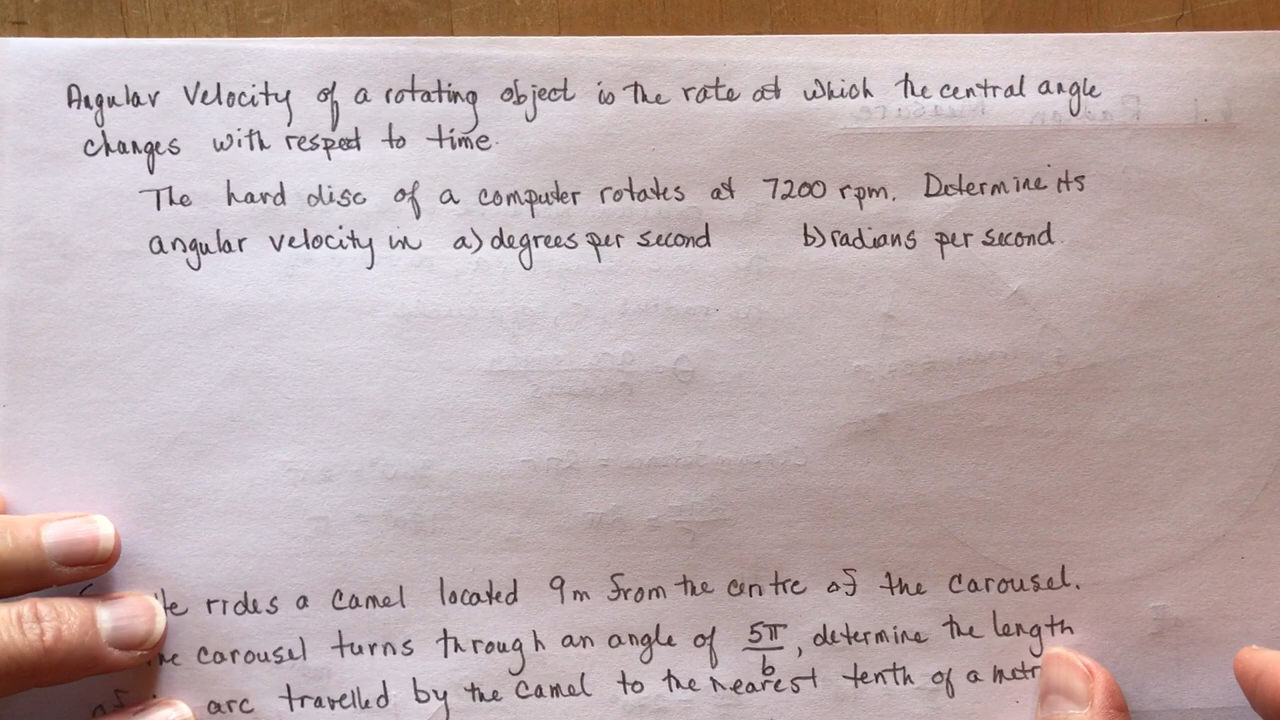 Angular Velocity of a rotating object is the rate at which the central angle
changes with respect to time.
The hard disc of a computer rotates at 7200 rpm. Determine its
angular velocity in a) degrees per second b) radians per second.
rides a camel located 9m from the centre of the carousel.
carousel turns through an angle of 5π/6, determine the length
arc travelled by the camel to the nearest tenth of a